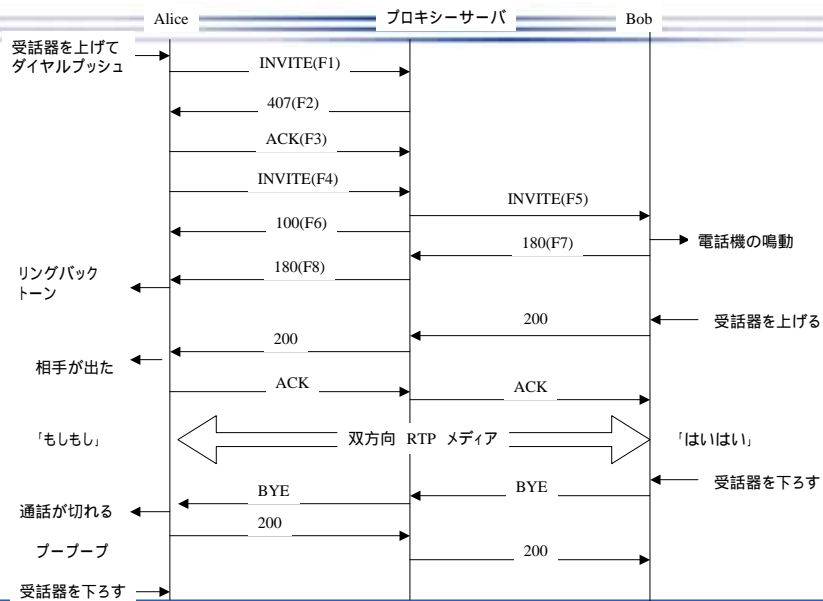 Alice
プロキシーサーバ
Bob
受話器を上げて
ダイヤルプッシュ
INVITE(F1)
407(F2)
ACK(F3)
INVITE(F4)
INVITE(F5)
100(F6)
180(F7)
電話機の鳴動
180(F8)
リングバック
トーン
200
受話器を上げる
200
相手が出た
ACK
ACK
「もしもし」
双方向 RTP メディア
「はいはい」
受話器を下ろす
BYE
BYE
通話が切れる
200
プープープ
200
受話器を下ろす